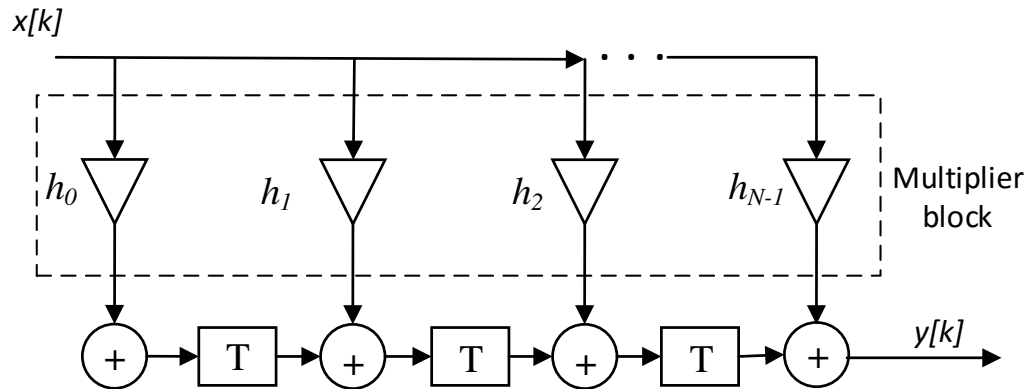 x[k]
. . .
h0 h1 h2 hN-1
Multiplier
block
+ T + T + T +
y[k]